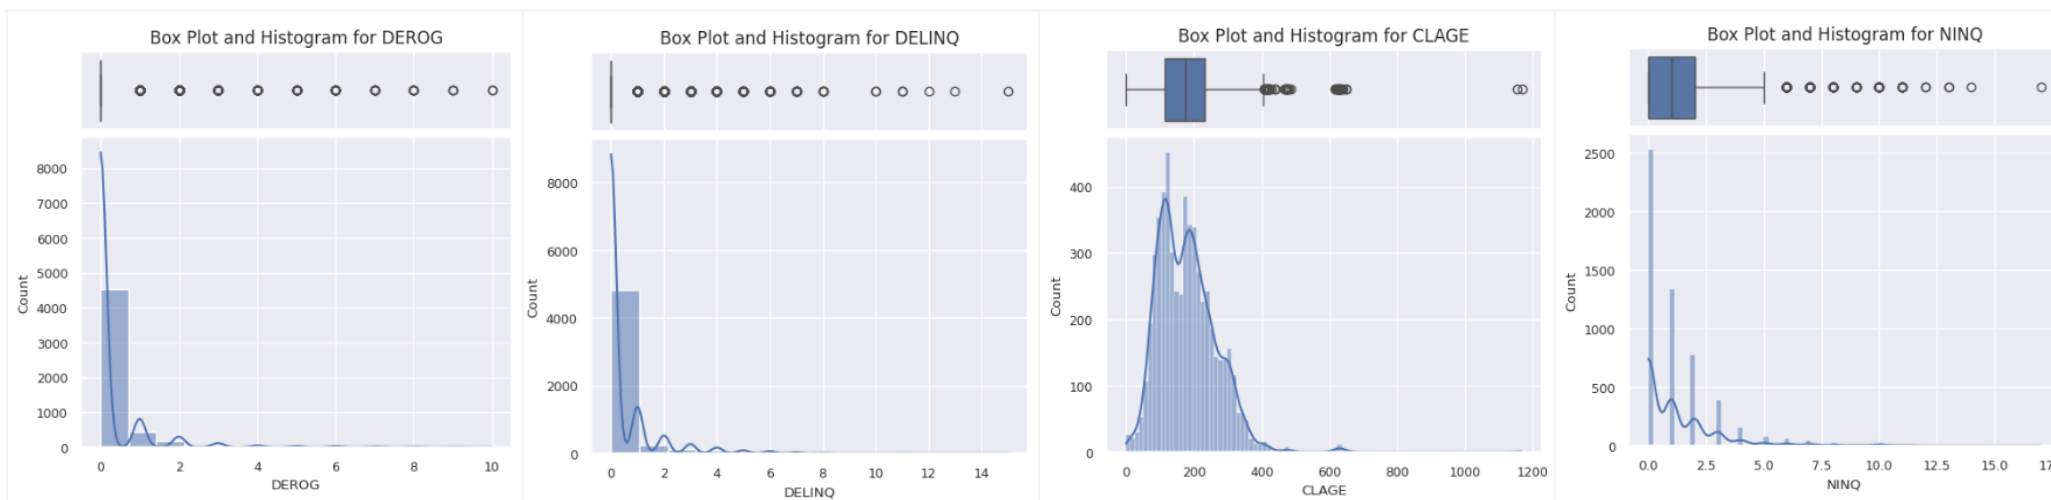 Box Plot and Histogram for DEROG
8000
7000
6000
5000
4000
3000
2000
1000
0
Count
0 2 4 6 8 10
DEROG
Box Plot and Histogram for DELINQ
8000
6000
4000
2000
0
Count
0 2 4 6 8 10 12 14
DELINQ
Box Plot and Histogram for CLAGE
400
300
200
100
0
Count
0 200 400 600 800 1000 1200
CLAGE
Box Plot and Histogram for NINQ
2500
2000
1500
1000
500
0
Count
0.0 2.5 5.0 7.5 10.0 12.5 15.0 17
NINQ